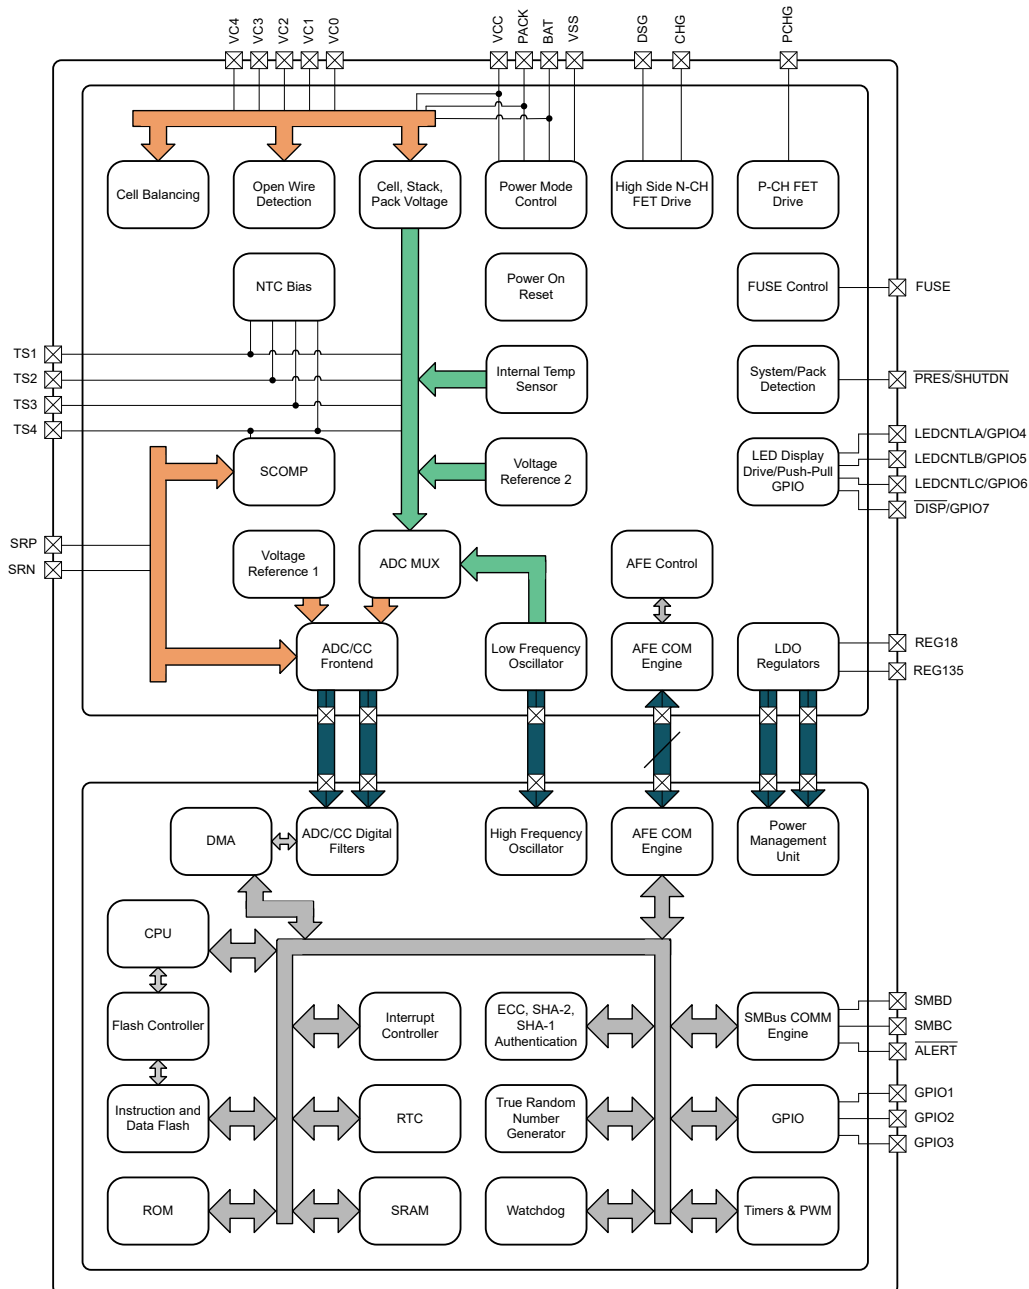 VC4
VC3
VC2
VC1
VC0
VCC
PACK
BAT
VSS
DSG
CHG
PCHG
Cell Balancing
Open Wire
Detection
Cell, Stack,
Pack Voltage
Power Mode
Control
High Side N-CH
FET Drive
P-CH FET
Drive
NTC Bias
Power On
Reset
FUSE Control
FUSE
TS1
TS2
TS3
TS4
Internal Temp
Sensor
System/Pack
Detection
PRES/SHUTDN
SCOMP
Voltage
Reference 2
LED Display
Drive/Push-Pull
GPIO
LEDCNTLA/GPIO4
LEDCNTLB/GPIO5
LEDCNTLC/GPIO6
DISP/GPIO7
SRP
SRN
Voltage
Reference 1
ADC MUX
AFE Control
ADC/CC
Frontend
Low Frequency
Oscillator
AFE COM
Engine
LDO
Regulators
REG18
REG135
DMA
ADC/CC Digital
Filters
High Frequency
Oscillator
AFE COM
Engine
Power
Management
Unit
CPU
Flash Controller
Interrupt
Controller
ECC, SHA-2,
SHA-1
Authentication
SMBus COMM
Engine
SMBD
SMBC
ALERT
Instruction and
Data Flash
RTC
True Random
Number
Generator
GPIO
GPIO1
GPIO2
GPIO3
ROM
SRAM
Watchdog
Timers & PWM